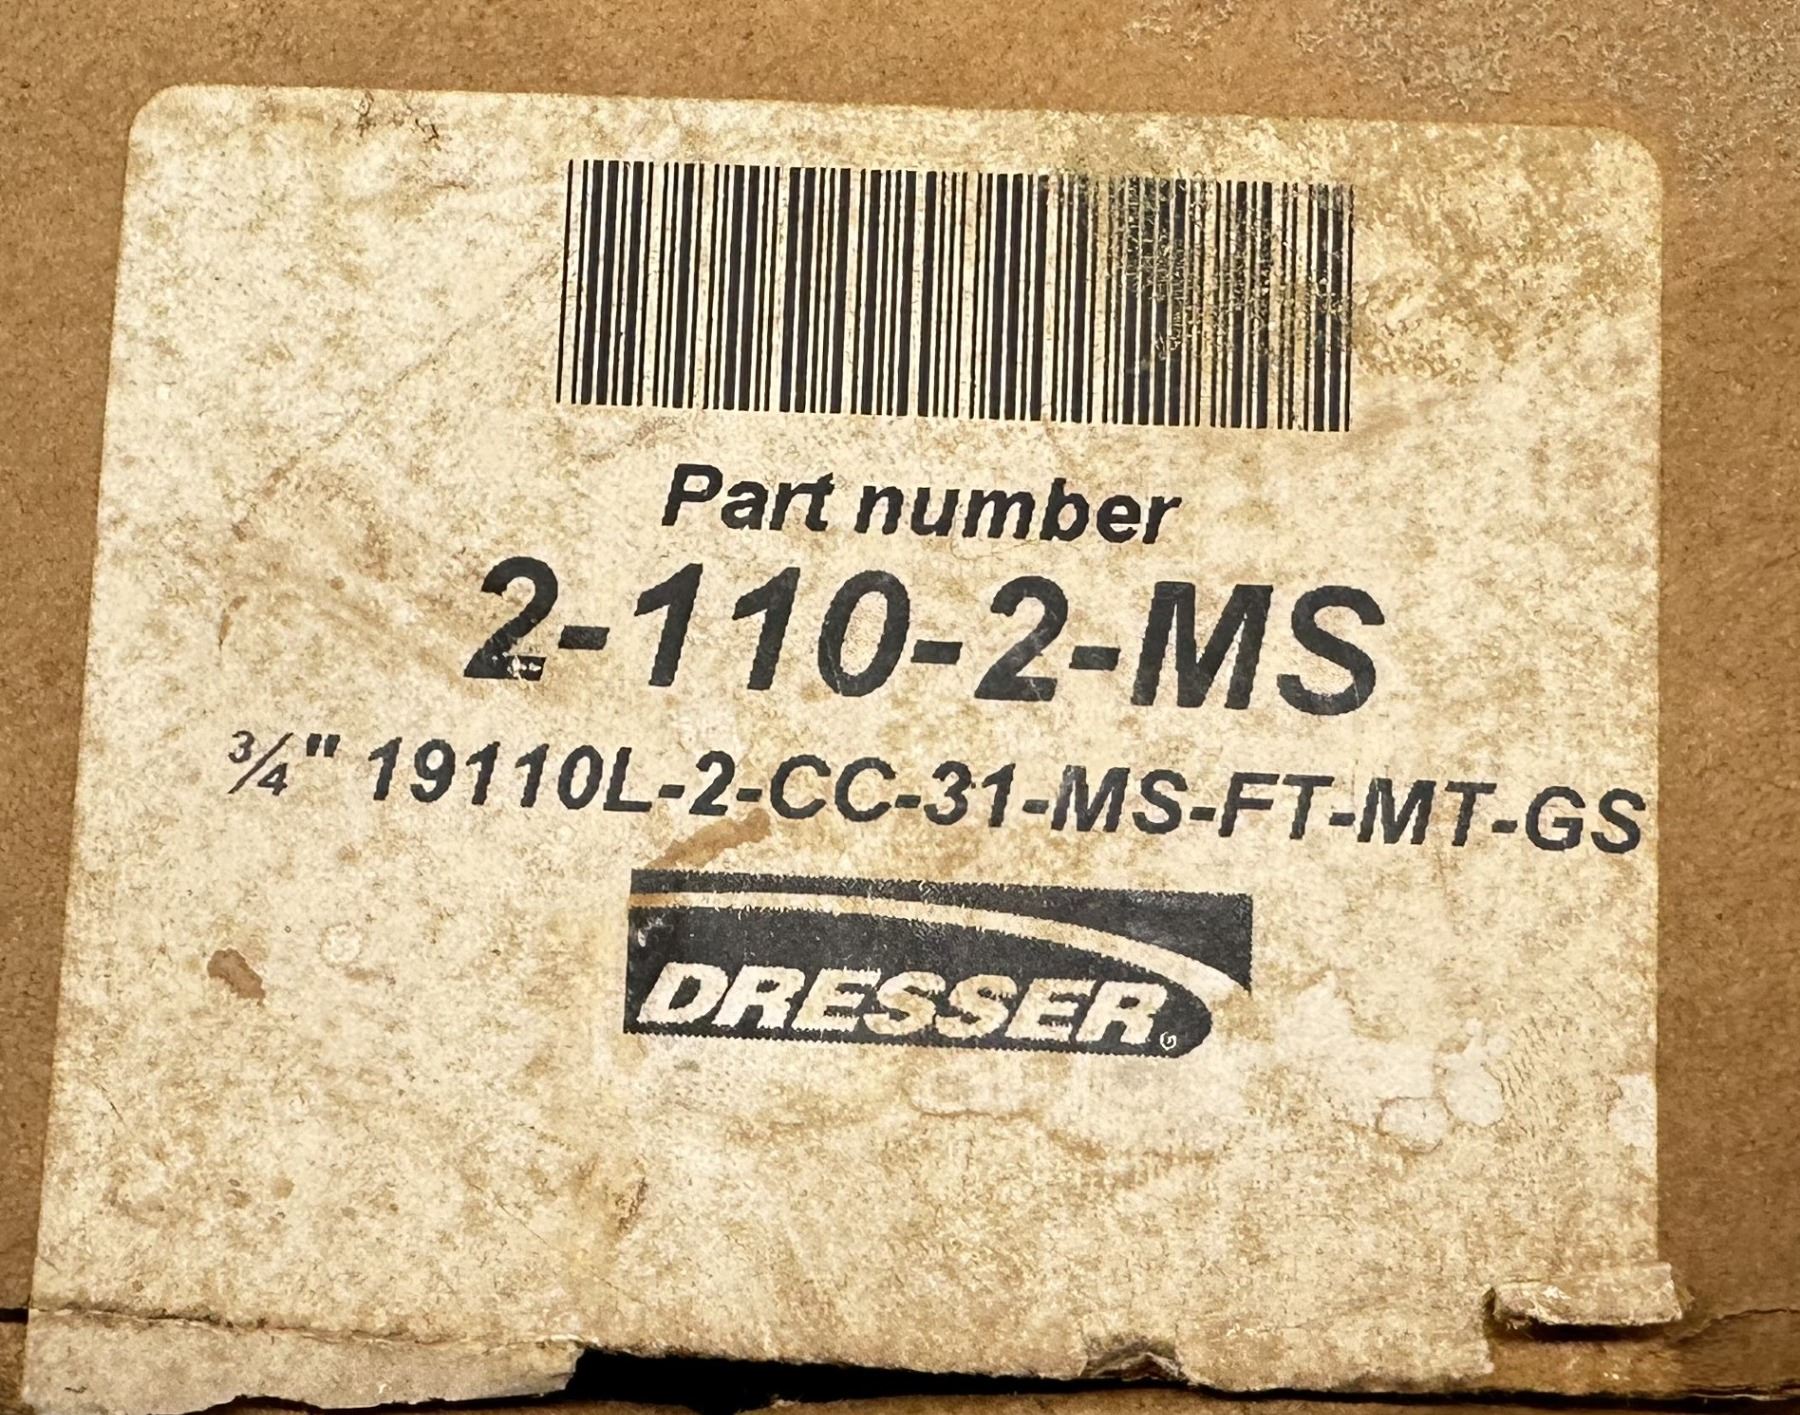 Part number
2-110-2-MS
¾" 19110L-2-CC-31-MS-FT-MT-GS
DRESSER®